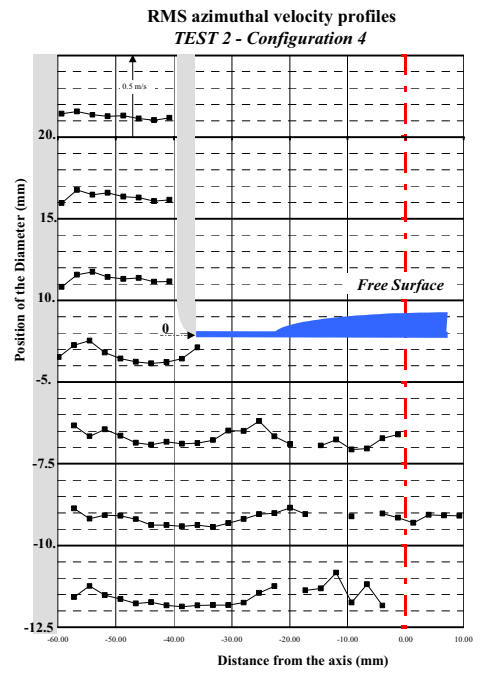 RMS azimuthal velocity profiles
TEST 2 - Configuration 4
0.5 m/s
20.
15.
10.
Free Surface
0
-5.
-7.5
-10.
-12.5
Position of the Diameter (mm)
-60.00 -50.00 -40.00 -30.00 -20.00 -10.00 0.00 10.00
Distance from the axis (mm)